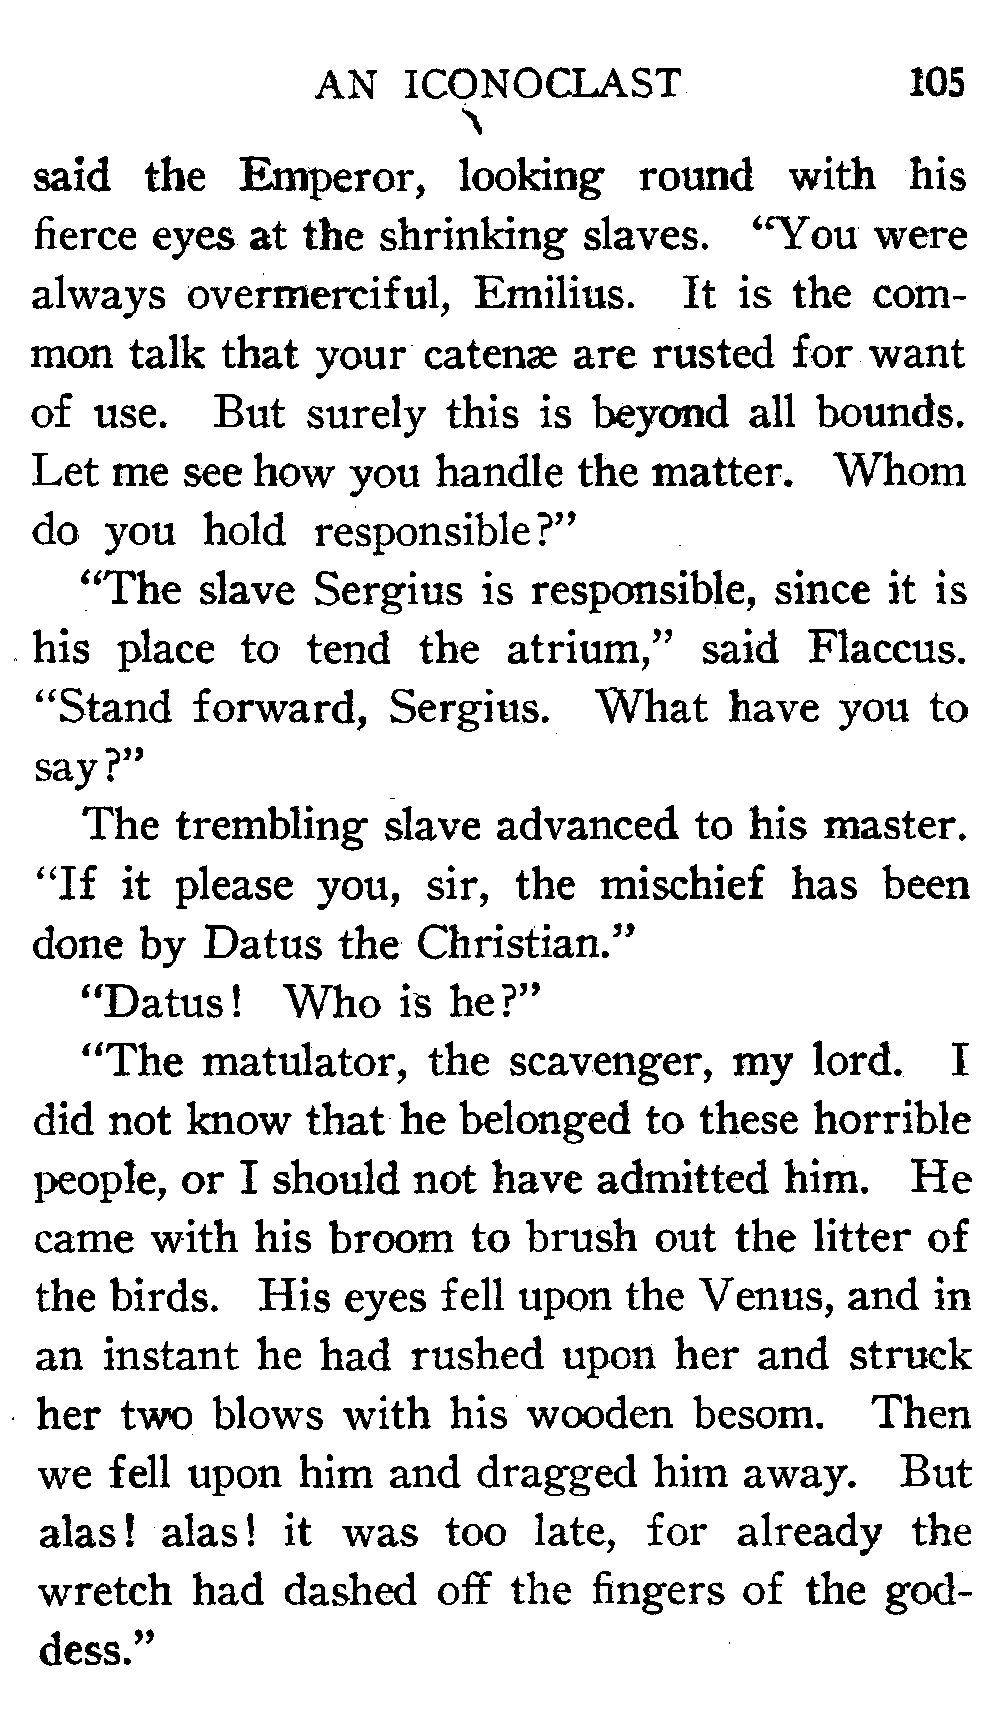 AN ICONOCLAST 105
said the Emperor, looking round with his
fierce eyes at the shrinking slaves. “You were
always overmerciful, Emilius. It is the com-
mon talk that your catenæ are rusted for want
of use. But surely this is beyond all bounds.
Let me see how you handle the matter. Whom
do you hold responsible?”
“The slave Sergius is responsible, since it is
his place to tend the atrium,” said Flaccus.
“Stand forward, Sergius. What have you to
say?”
The trembling slave advanced to his master.
“If it please you, sir, the mischief has been
done by Datus the Christian.”
“Datus! Who is he?”
“The matulator, the scavenger, my lord. I
did not know that he belonged to these horrible
people, or I should not have admitted him. He
came with his broom to brush out the litter of
the birds. His eyes fell upon the Venus, and in
an instant he had rushed upon her and struck
her two blows with his wooden besom. Then
we fell upon him and dragged him away. But
alas! alas! it was too late, for already the
wretch had dashed off the fingers of the god-
dess.”